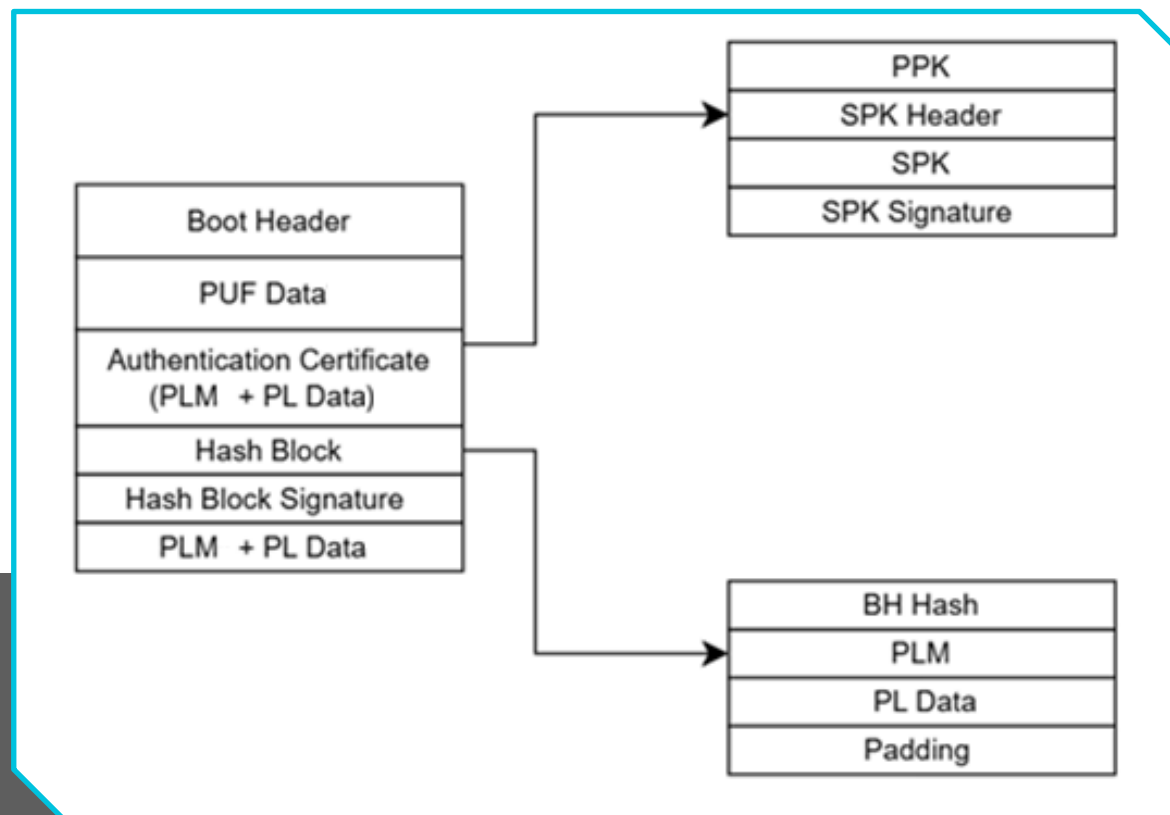 Boot Header
PUF Data
Authentication Certificate
(PLM + PL Data)
Hash Block
Hash Block Signature
PLM + PL Data
PPK
SPK Header
SPK
SPK Signature
BH Hash
PLM
PL Data
Padding